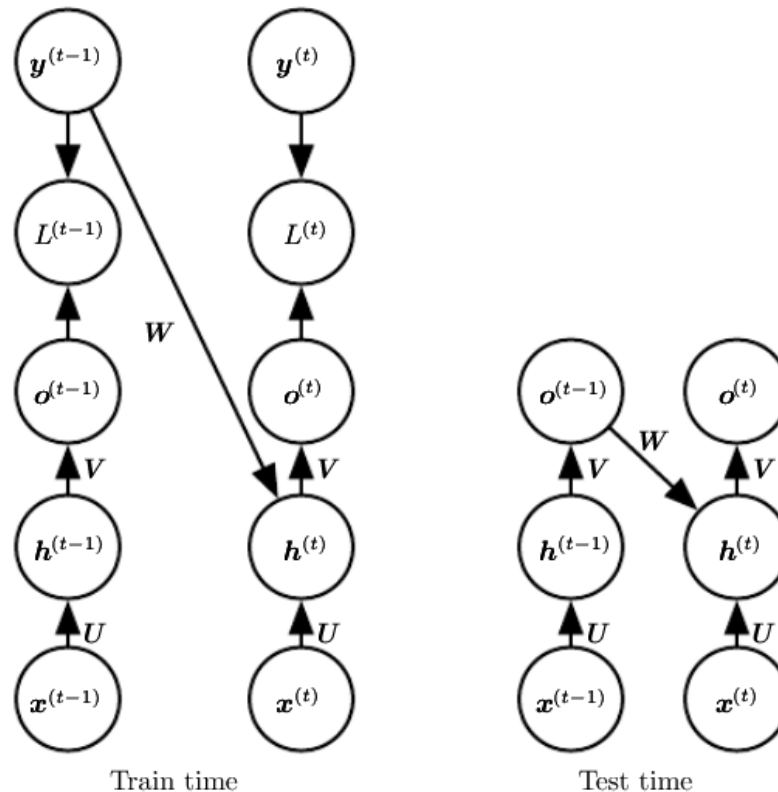 y^(t−1) y^(t)
L^(t−1) L^(t)
W
o^(t−1) o^(t) o^(t−1) o^(t)
W
V V V V
h^(t−1) h^(t) h^(t−1) h^(t)
U U U U
x^(t−1) x^(t) x^(t−1) x^(t)
Train time Test time